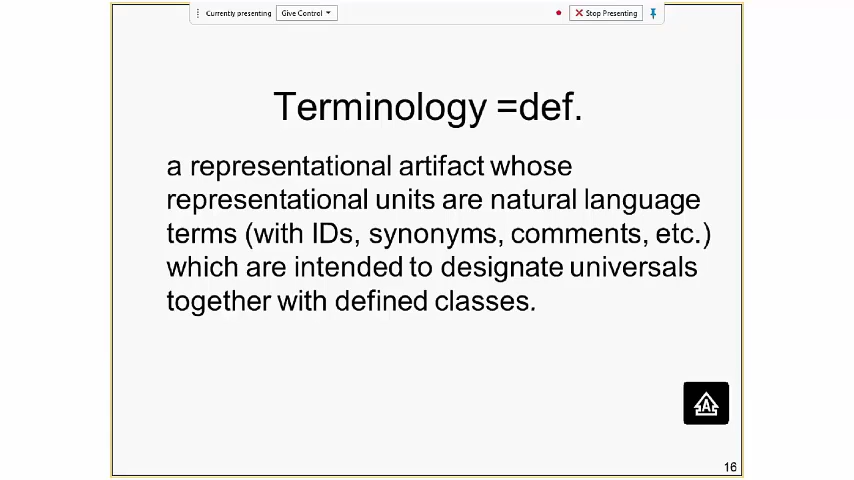 Currently presenting Give Control Stop Presenting
Terminology =def.
a representational artifact whose
representational units are natural language
terms (with IDs, synonyms, comments, etc.)
which are intended to designate universals
together with defined classes.
A
16